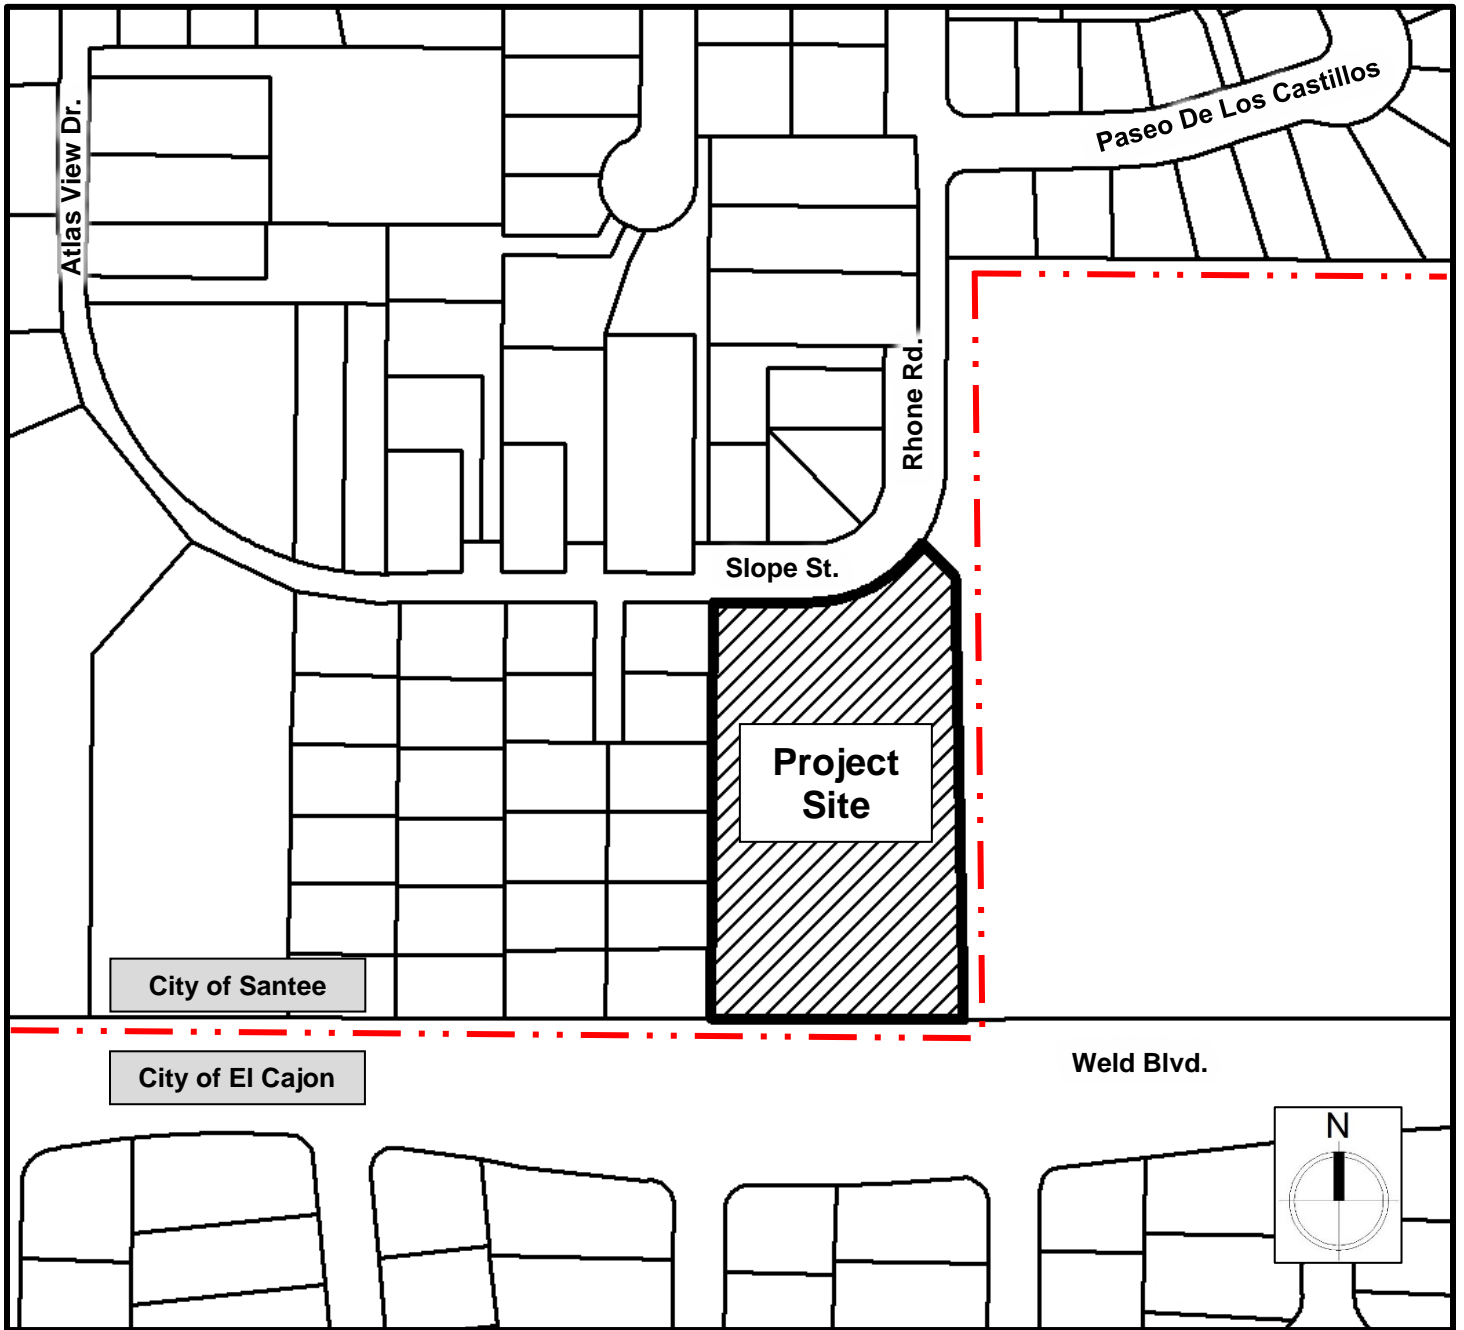 Paseo De Los Castillos
Atlas View Dr.
Rhone Rd.
Slope St.
Project
Site
City of Santee
City of El Cajon
Weld Blvd.
N